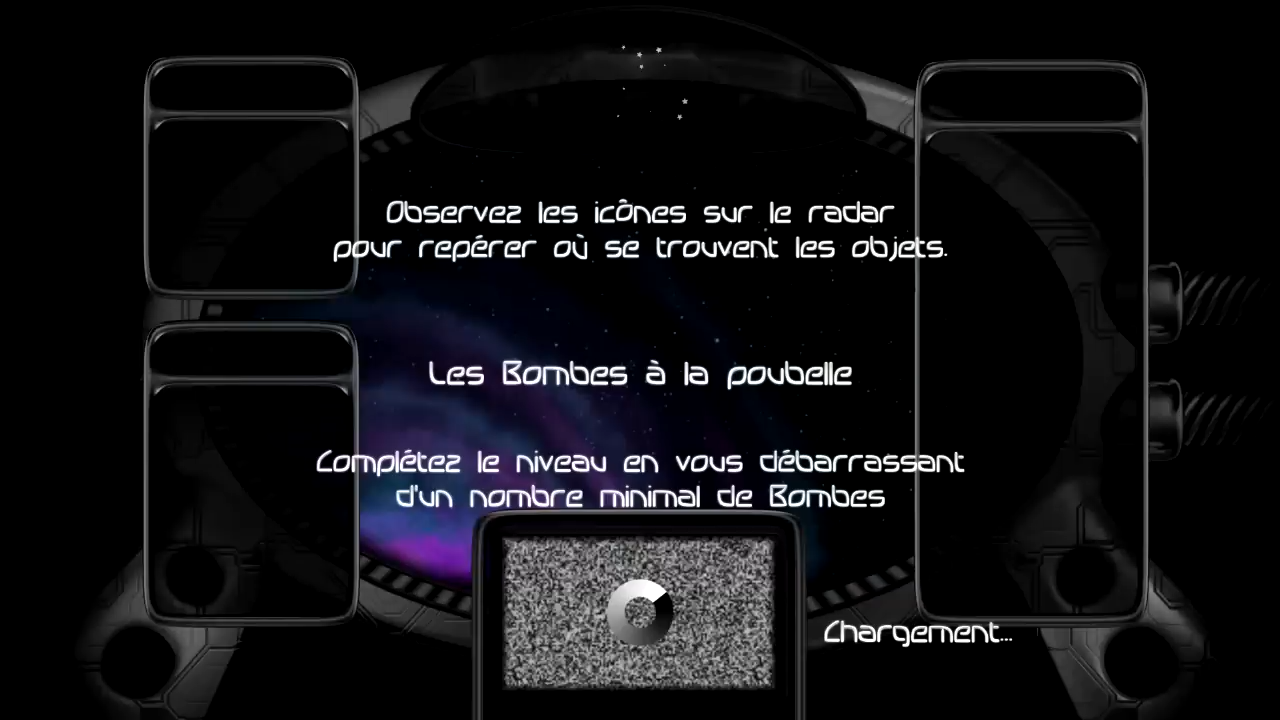 Observez les icônes sur le radar
pour repérer où se trouvent les objets.
Les Bombes à la poubelle
Complétez le niveau en vous débarrassant
d'un nombre minimal de Bombes
Chargement...